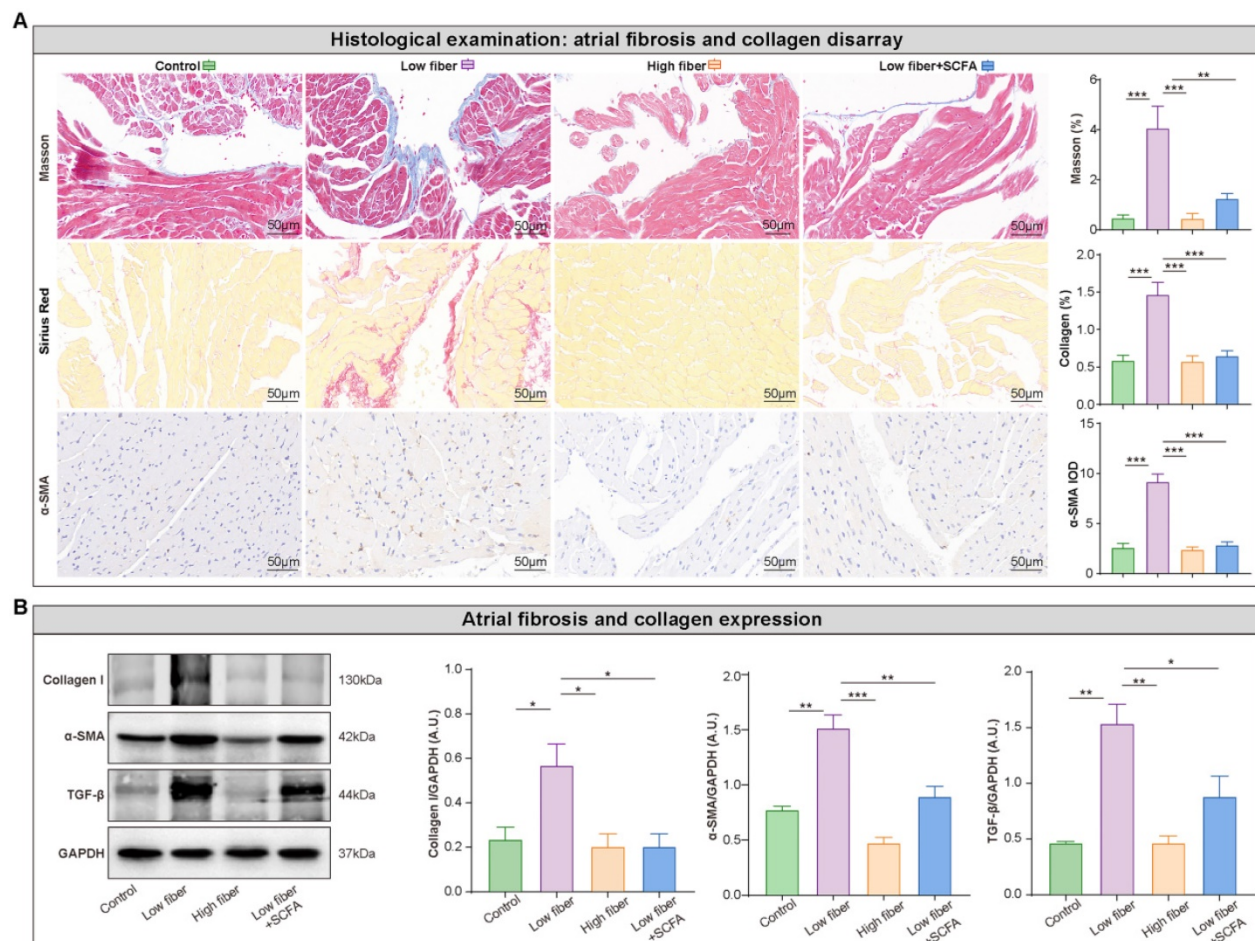 A
Histological examination: atrial fibrosis and collagen disarray
Control
Low fiber
High fiber
Low fiber+SCFA
Masson
50μm
50μm
50μm
50μm
Masson (%)
6
4
2
0
***
***
**
Sirius Red
50μm
50μm
50μm
50μm
Collagen (%)
2.0
1.5
1.0
0.5
0.0
***
***
***
α-SMA
50μm
50μm
50μm
50μm
α-SMA IOD
15
10
5
0
***
***
***
B
Atrial fibrosis and collagen expression
Collagen I
130kDa
α-SMA
42kDa
TGF-β
44kDa
GAPDH
37kDa
Control
Low fiber
High fiber
Low fiber
+SCFA
Collagen I/GAPDH (A.U.)
1.0
0.8
0.6
0.4
0.2
0.0
*
*
*
Control
Low fiber
High fiber
Low fiber
+SCFA
α-SMA/GAPDH (A.U.)
2.0
1.5
1.0
0.5
0.0
**
***
**
Control
Low fiber
High fiber
Low fiber
+SCFA
TGF-β/GAPDH (A.U.)
2.0
1.5
1.0
0.5
0.0
**
**
*
Control
Low fiber
High fiber
Low fiber
+SCFA